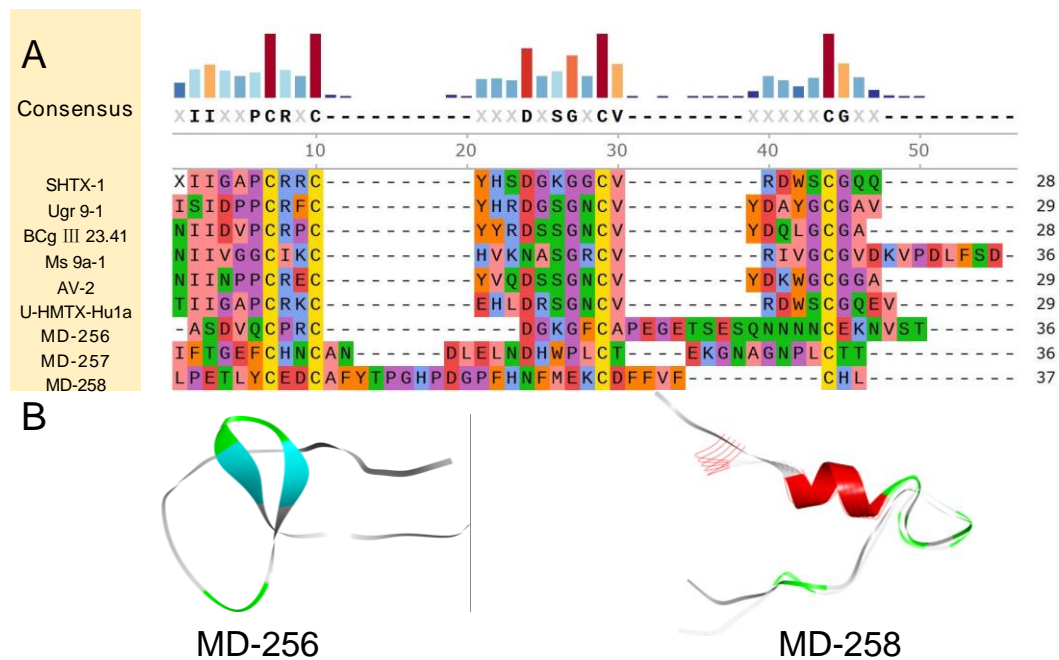 A
Consensus
XIIXXPCRXC----------XXXDXSGXCV--------XXXXXCGXX---------
10 20 30 40 50
SHTX-1 XIIGAPCRRC----------YHSDGKGGCV---------RDWSCGQQ--------- 28
Ugr 9-1 ISIDPPCRFC----------YHRDGSGNCV--------YDAYGCGAV--------- 29
BCg III 23.41 NIIDVPCRPC----------YYRDSSGNCV--------YDQLGCGA---------- 28
Ms 9a-1 NIIVGGCIKC----------HVKNASGRCV---------RIVGCGVDKVPDLFSD- 36
AV-2 NIINPPCREC----------YVQDSSGNCV--------YDKWGCGGA--------- 29
U-HMTX-Hu1a TIIGAPCRKC----------EHLDRSGNCV---------RDWSCGQEV-------- 29
MD-256 -ASDVQCPRC-------------DGKGFCAPEGETSESQNNNNCEKNVST------ 36
MD-257 IFTGEFCHNCAN------DLELNDHWPLCT----EKGNAGNPLCTT---------- 36
MD-258 LPETLYCEDCAFYTPGHPDGPFHNFMEKCDFFVF---------CHL---------- 37
B
MD-256
MD-258